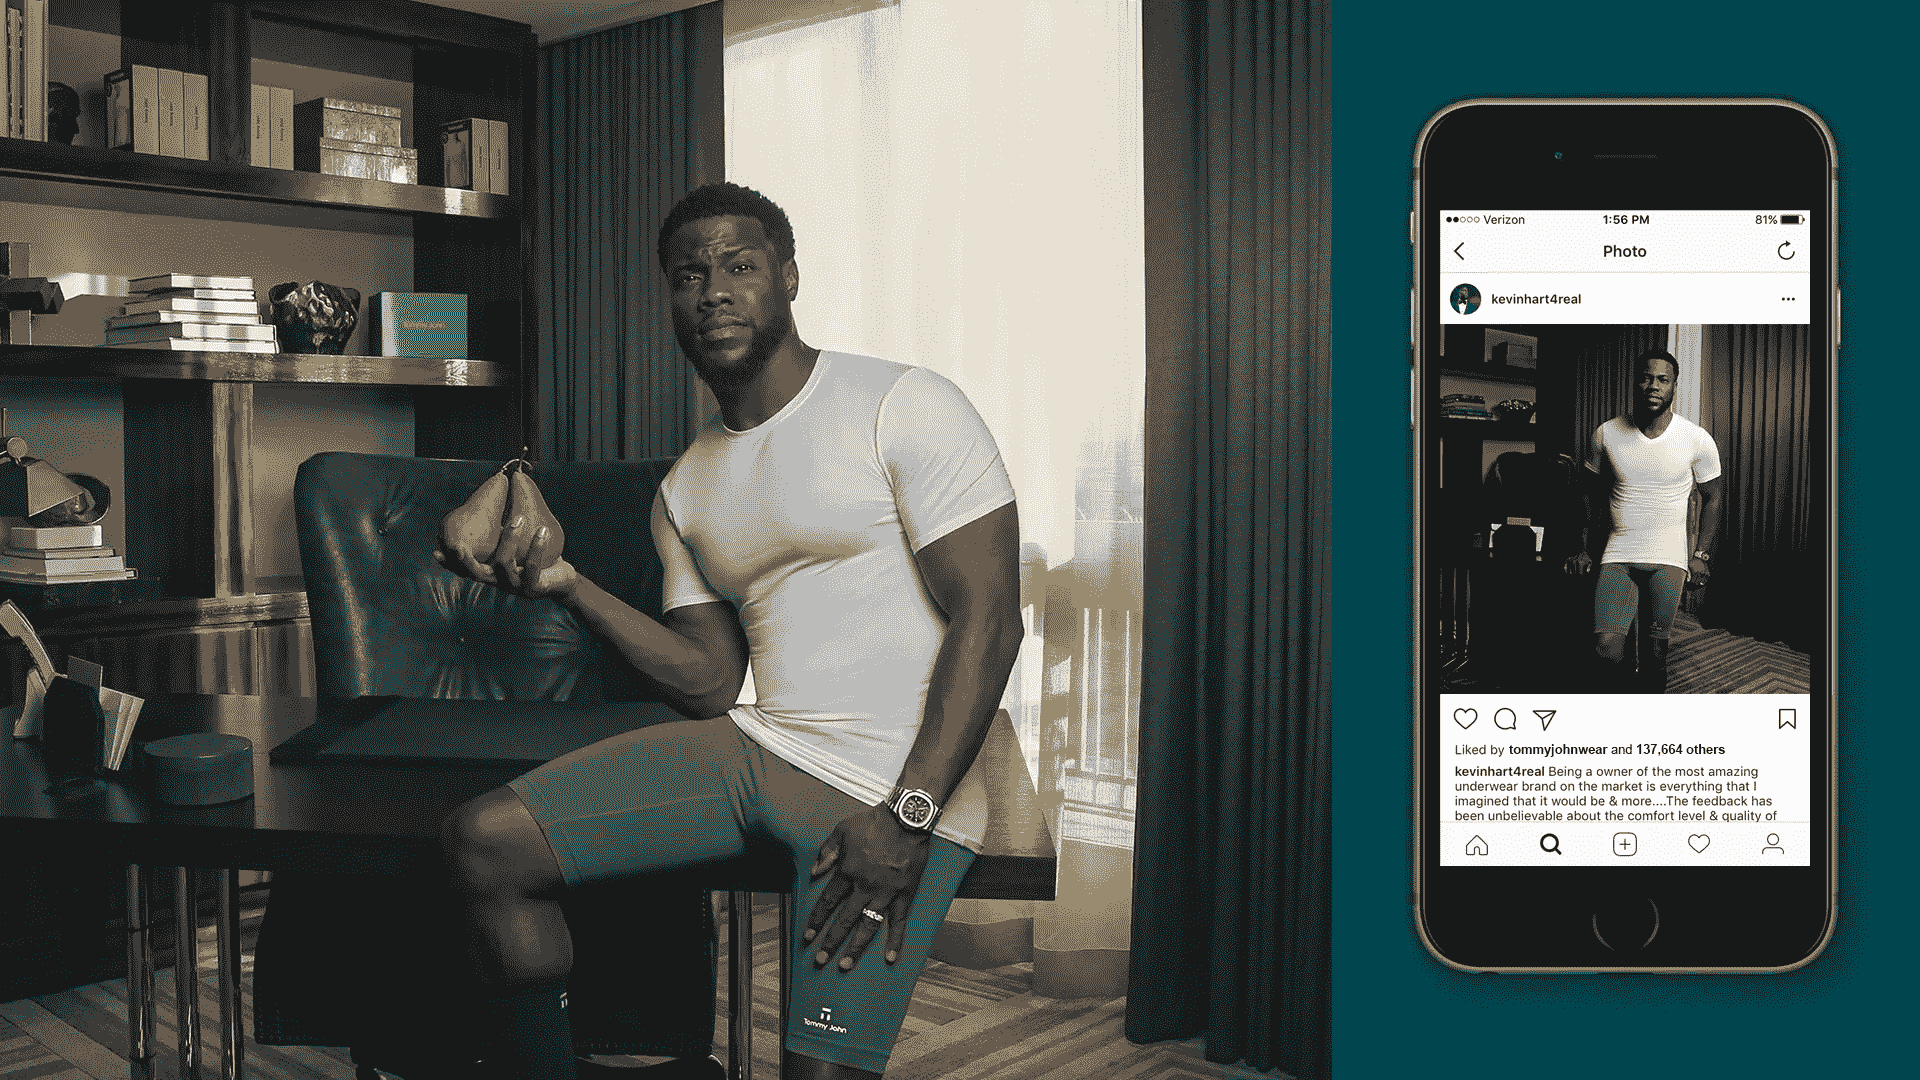 Tommy John
Tommy John
Verizon
1:56 PM
81%
Photo
kevinhart4real
Liked by tommyjohnwear and 137,664 others
kevinhart4real Being a owner of the most amazing
underwear brand on the market is everything that I
imagined that it would be & more....The feedback has
been unbelievable about the comfort level & quality of